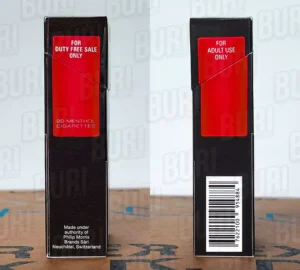 FOR
DUTY FREE SALE
ONLY
20 MENTHOL
CIGARETTES
Made under
authority of
Philip Morris
Brands Sàrl
Neuchâtel, Switzerland
FOR
ADULT USE
ONLY
BURI